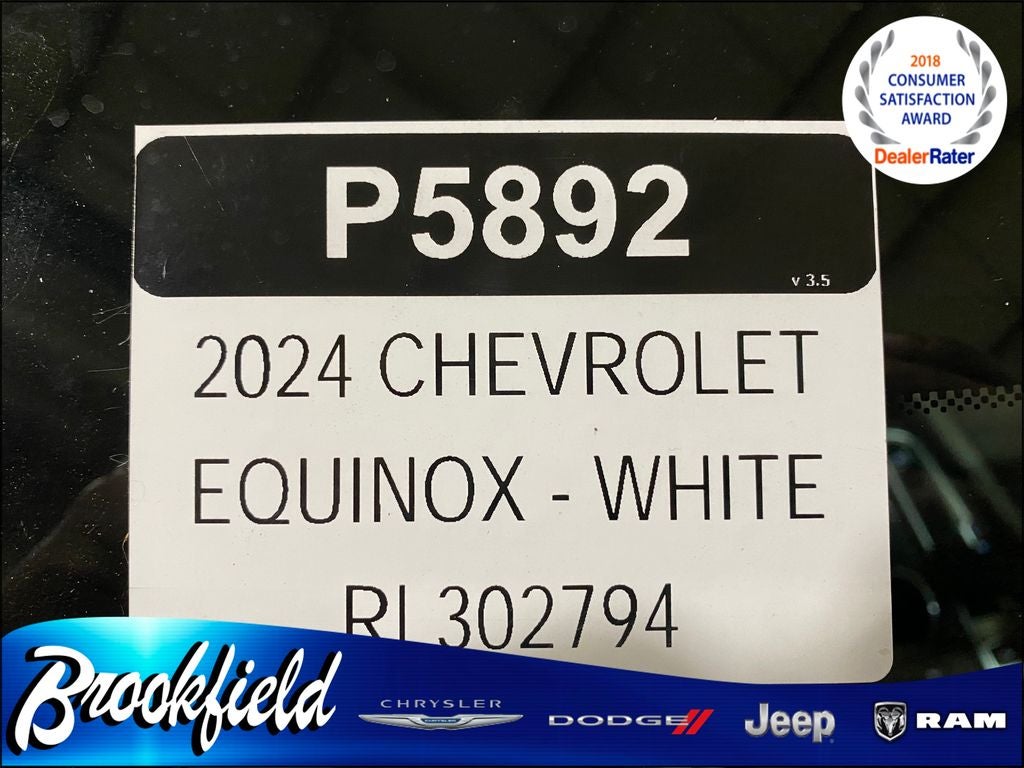 2018
CONSUMER
SATISFACTION
AWARD
DealerRater
P5892
v 3.5
2024 CHEVROLET
EQUINOX - WHITE
RL302794
Brookfield
CHRYSLER
DODGE
Jeep
RAM